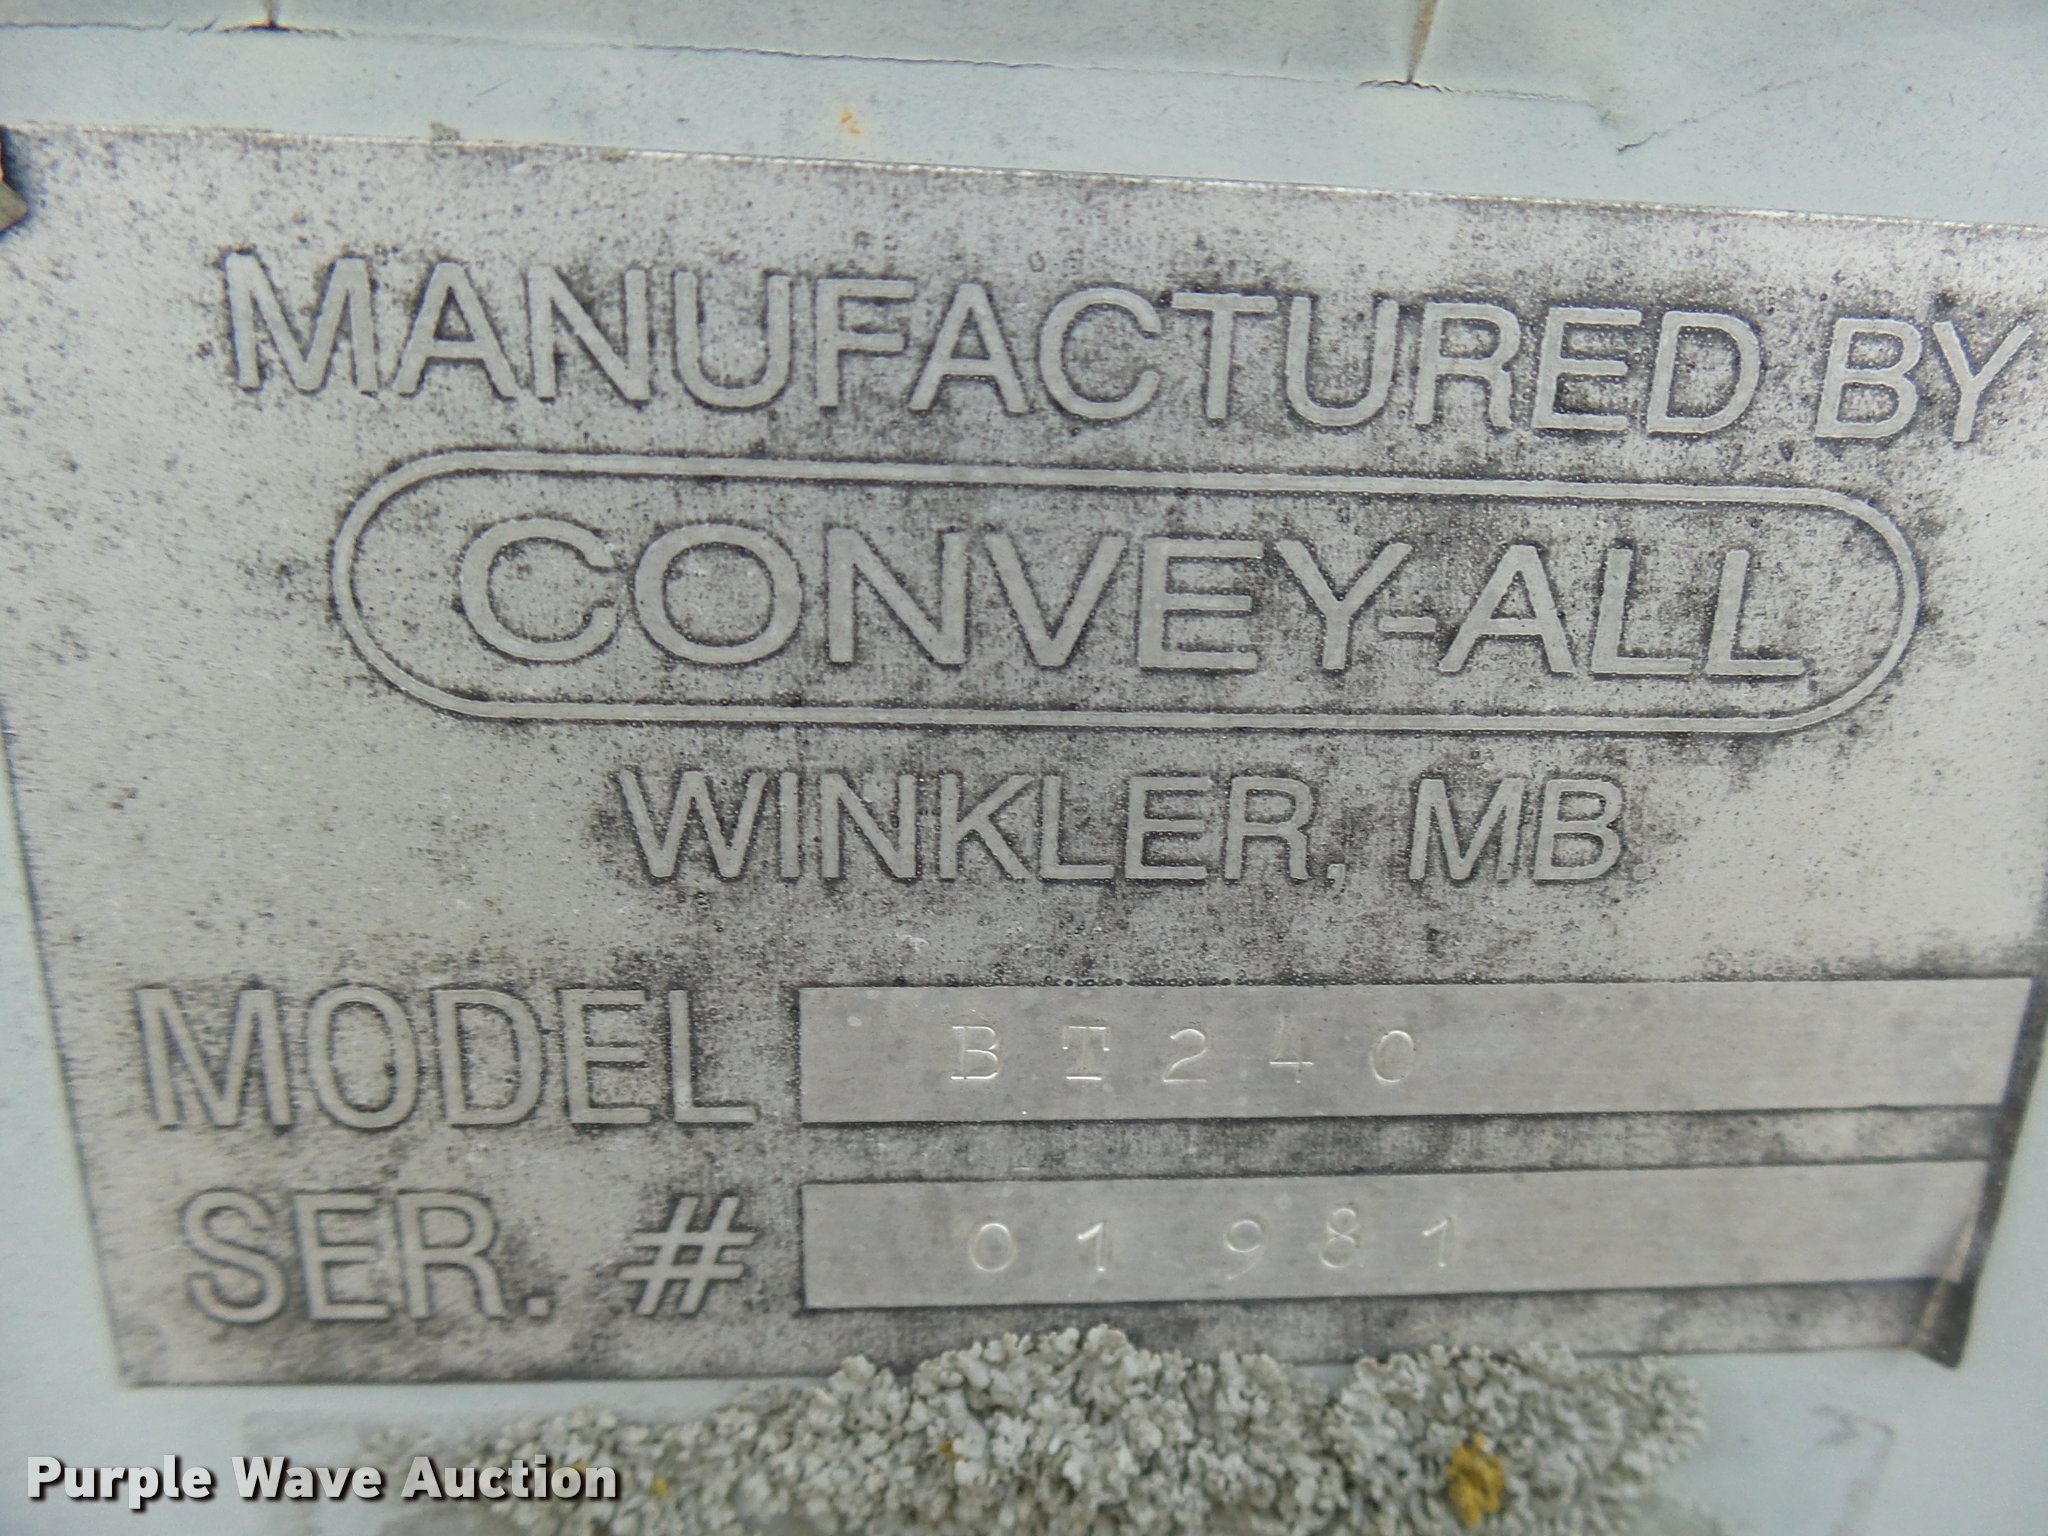 MANUFACTURED BY
CONVEY-ALL
WINKLER, MB.
MODEL BT240
SER. # 01981
Purple Wave Auction